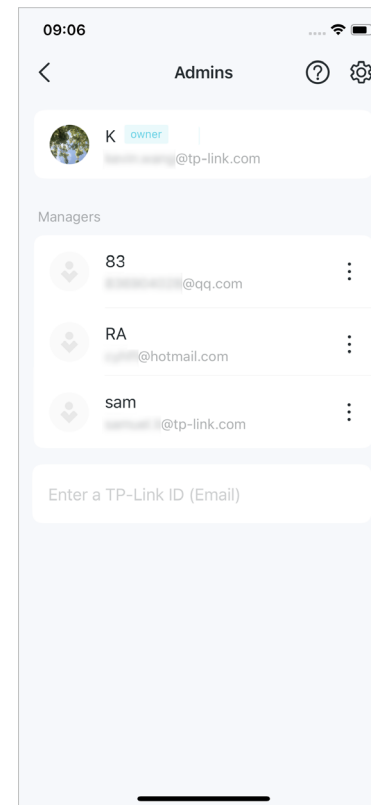 09:06
Admins
K owner
@tp-link.com
Managers
83
@qq.com
RA
@hotmail.com
sam
@tp-link.com
Enter a TP-Link ID (Email)